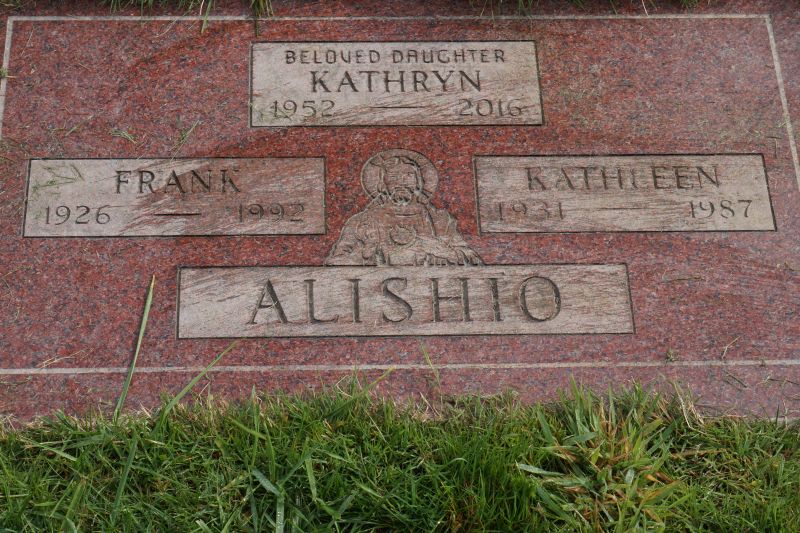 BELOVED DAUGHTER
KATHRYN
1952 — 2016
FRANK
1926 — 1992
KATHLEEN
1931 — 1987
ALISHIO